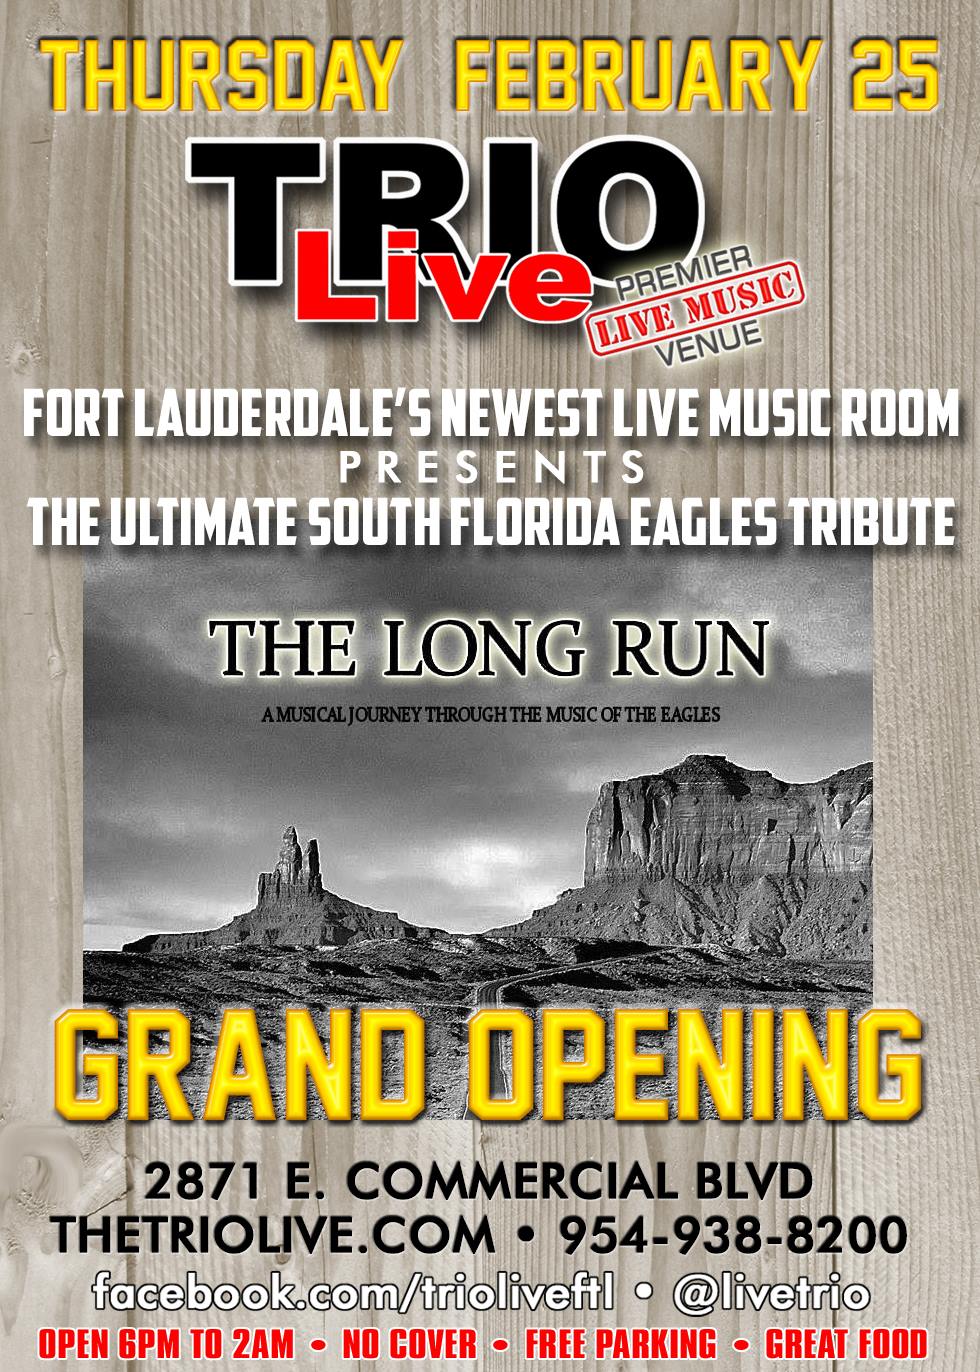 THURSDAY FEBRUARY 25
TRIO
Live
PREMIER
LIVE MUSIC
VENUE
FORT LAUDERDALE'S NEWEST LIVE MUSIC ROOM
PRESENTS
THE ULTIMATE SOUTH FLORIDA EAGLES TRIBUTE
THE LONG RUN
A MUSICAL JOURNEY THROUGH THE MUSIC OF THE EAGLES
GRAND OPENING
2871 E. COMMERCIAL BLVD
THETRIOLIVE.COM • 954-938-8200
facebook.com/trioliveftl • @livetrio
OPEN 6PM TO 2AM • NO COVER • FREE PARKING • GREAT FOOD